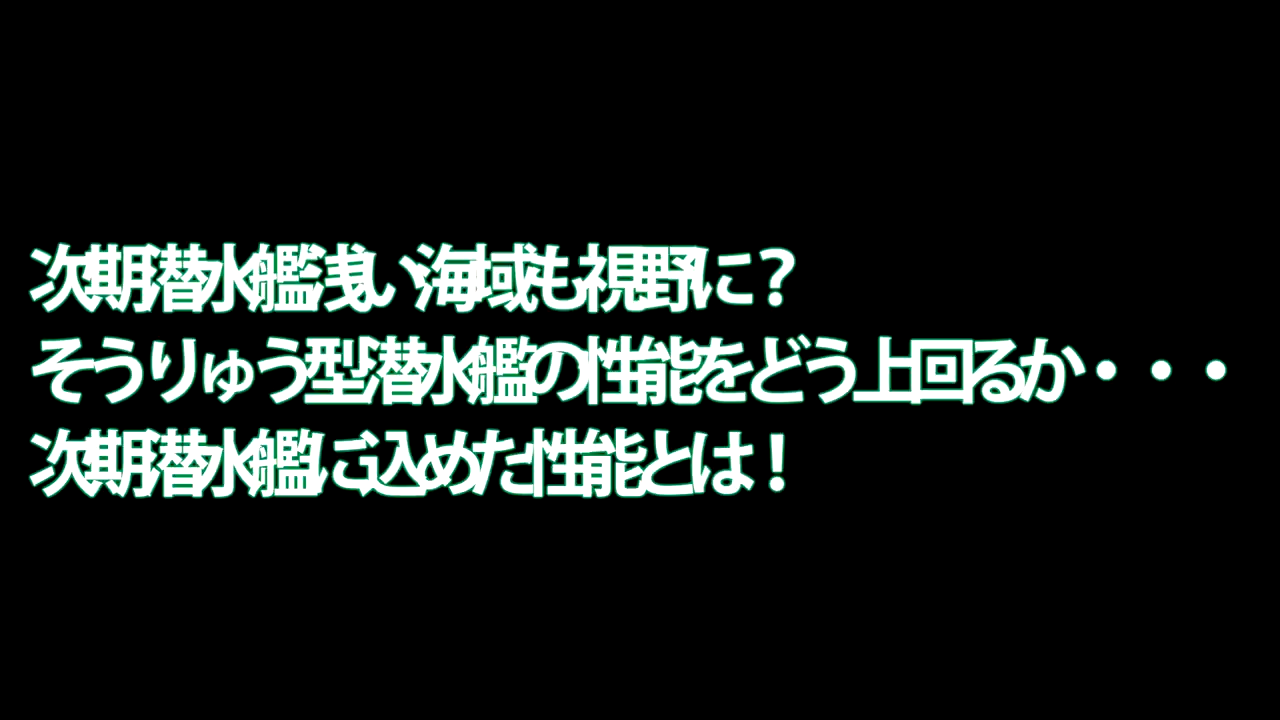 次期潜水艦浅い海域も視野に？
そうりゅう型潜水艦の性能をどう上回るか・・・
次期潜水艦に込めた性能とは！